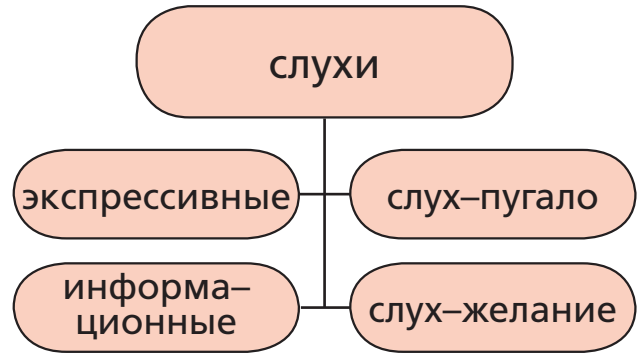 слухи
экспрессивные
слух–пугало
информа–
ционные
слух–желание